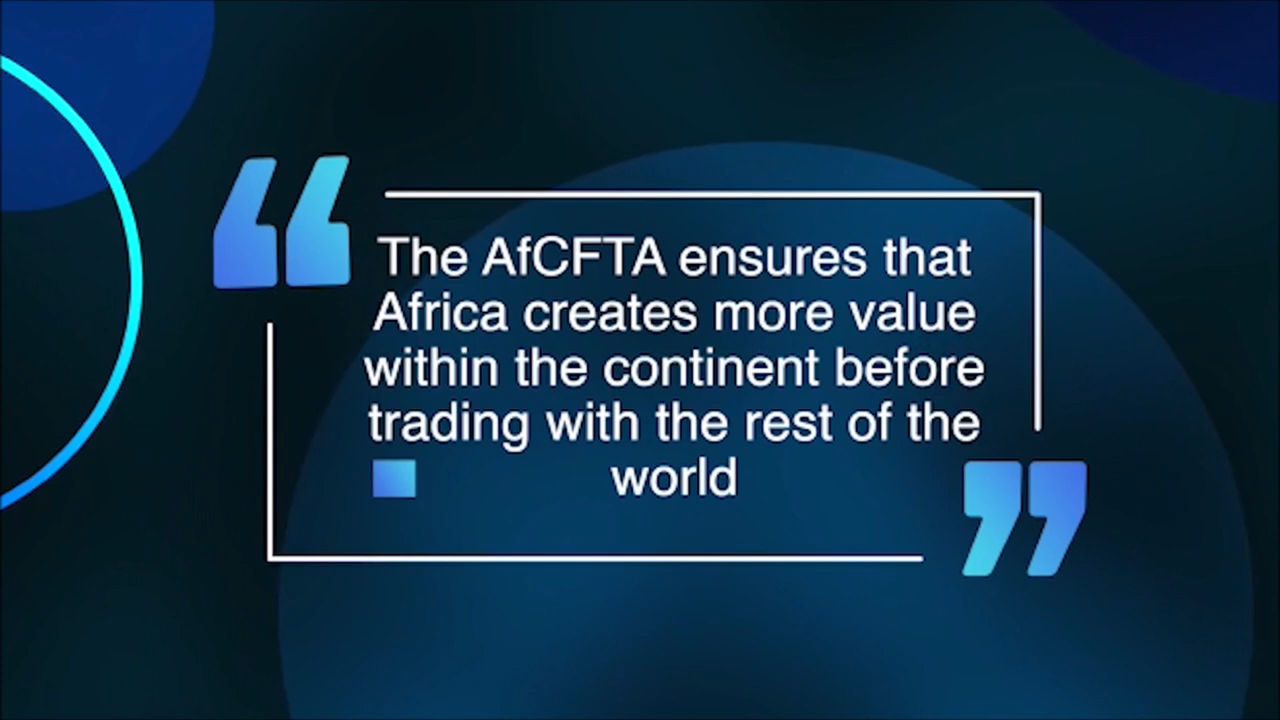 The AfCFTA ensures that
Africa creates more value
within the continent before
trading with the rest of the
world